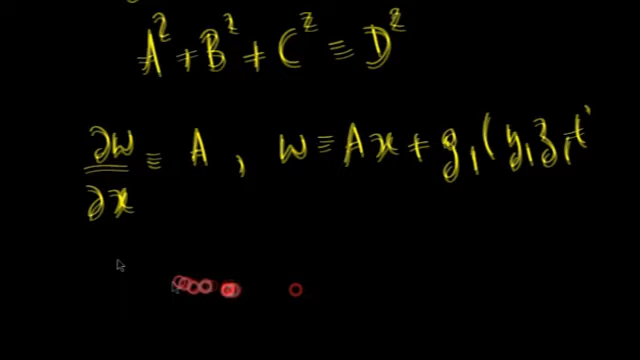 A² + B² + C² ≡ D²
∂w/∂x ≡ A , w ≡ Ax + g₁(y, z, t